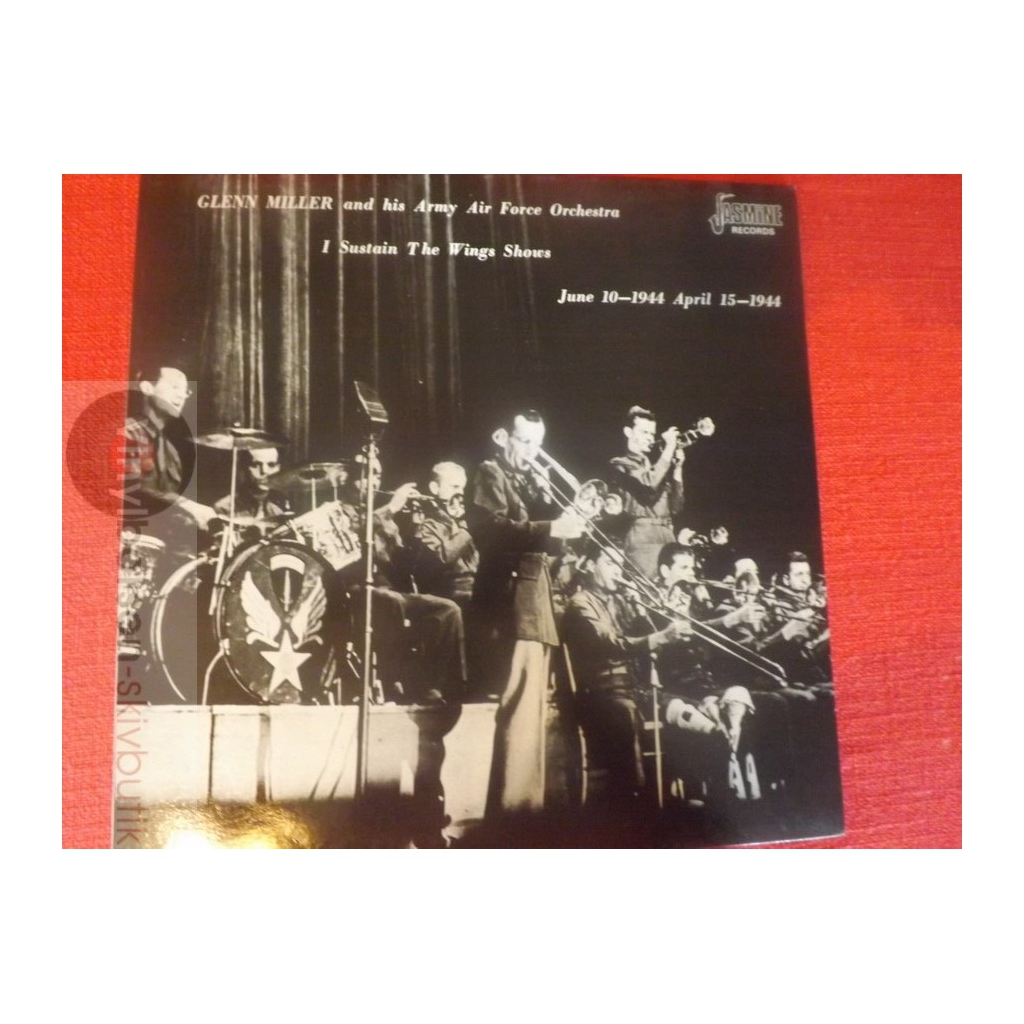 GLENN MILLER and his Army Air Force Orchestra
JASMINE
RECORDS
I Sustain The Wings Shows
June 10—1944 April 15—1944
-skivbutik